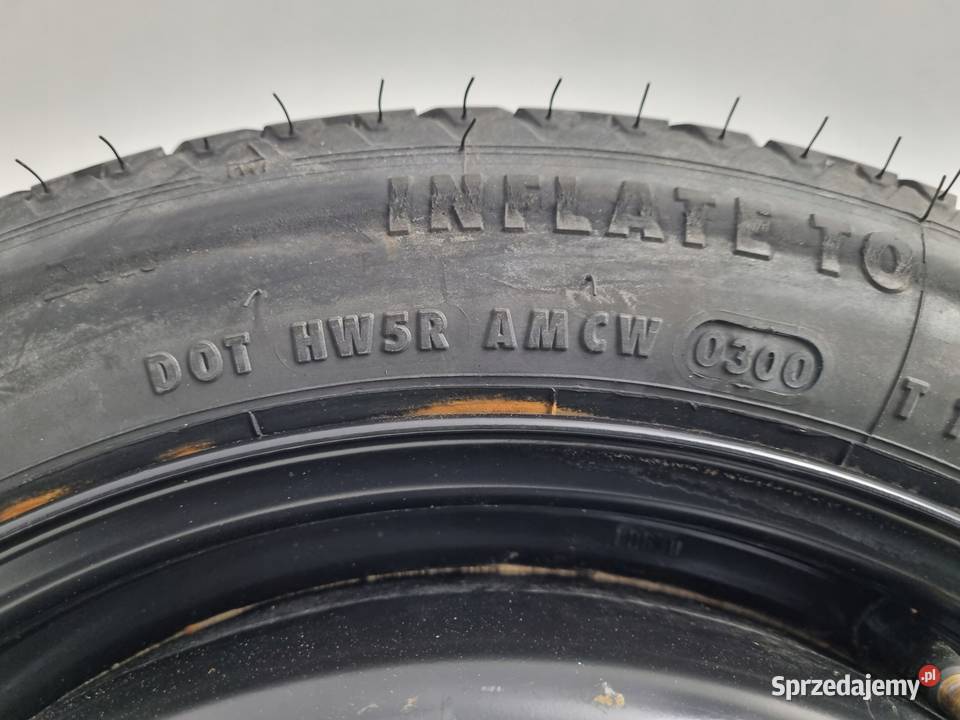 INFLATE TO
DOT HW5R AMCW 0300
T
Sprzedajemy.pl